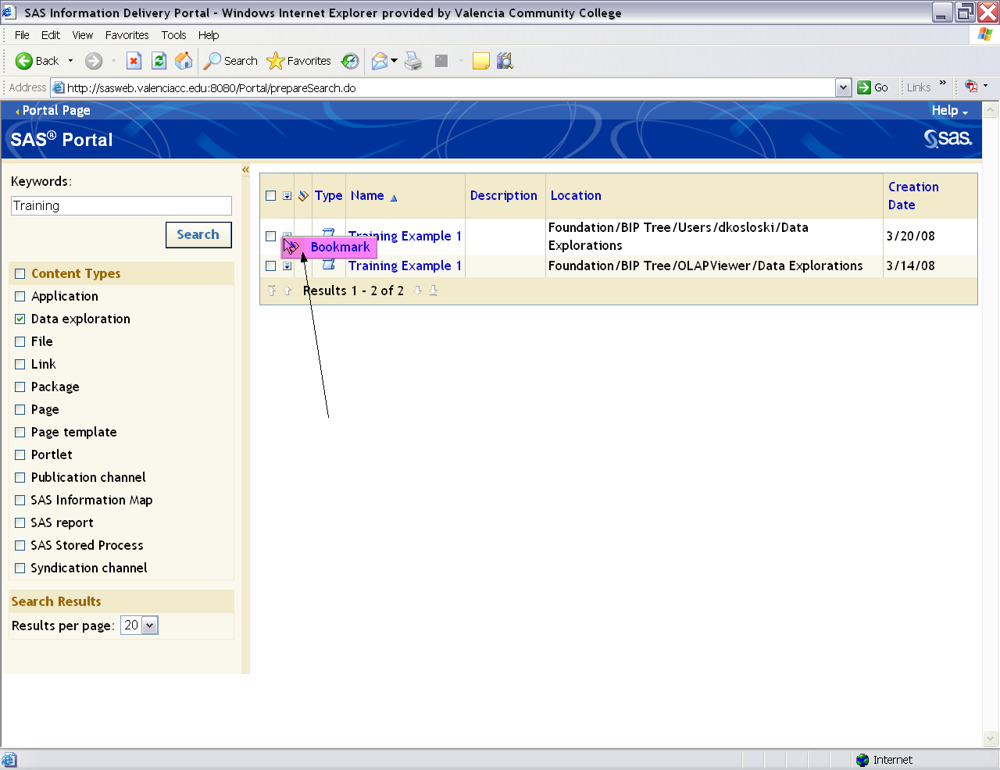 SAS Information Delivery Portal - Windows Internet Explorer provided by Valencia Community College
File Edit View Favorites Tools Help
Back Search Favorites
Address http://sasweb.valenciacc.edu:8080/Portal/prepareSearch.do Go Links »
Portal Page Help
SAS® Portal sas.
«
Keywords:
Training
Search
Content Types
Application
Data exploration
File
Link
Package
Page
Page template
Portlet
Publication channel
SAS Information Map
SAS report
SAS Stored Process
Syndication channel
Search Results
Results per page: 20
Type Name Description Location Creation
Date
Training Example 1 Foundation/BIP Tree/Users/dkosloski/Data
Explorations 3/20/08
Bookmark
Training Example 1 Foundation/BIP Tree/OLAPViewer/Data Explorations 3/14/08
Results 1 - 2 of 2
Internet